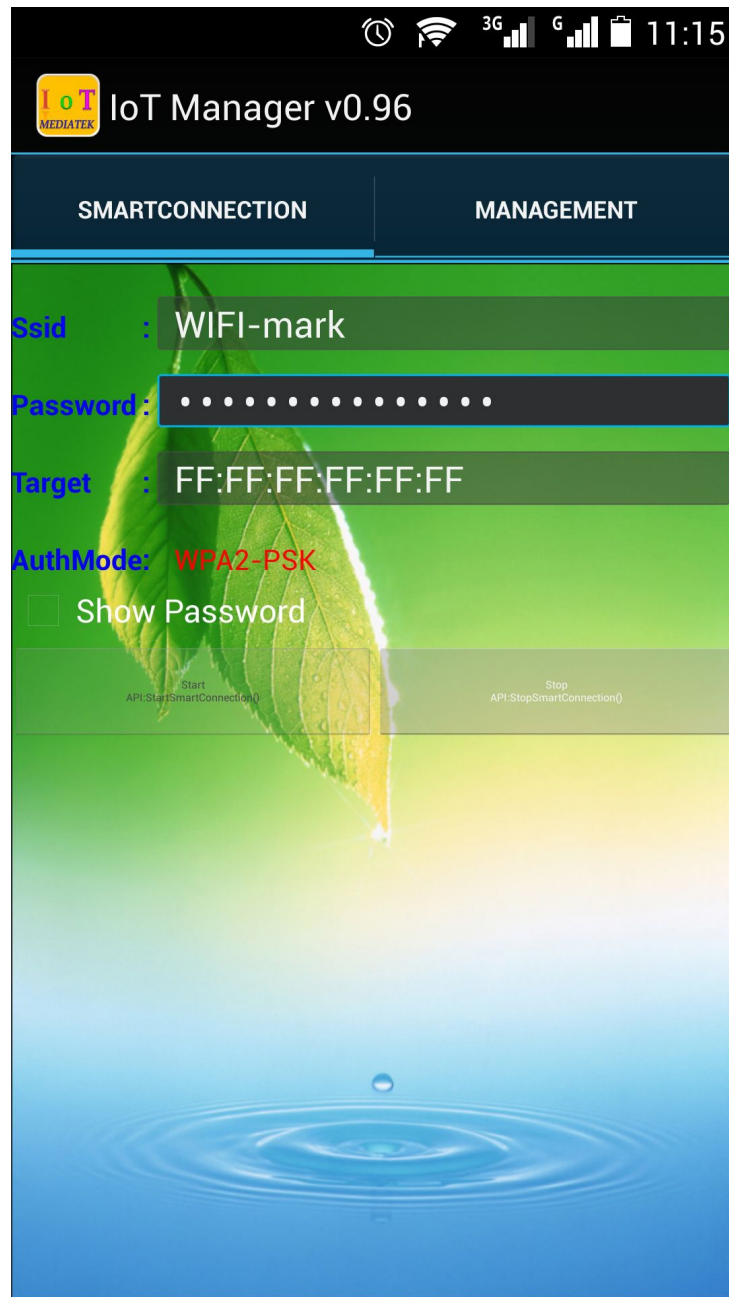 3G G 11:15
I o T
MEDIATEK
IoT Manager v0.96
SMARTCONNECTION MANAGEMENT
Ssid : WIFI-mark
Password : •••••••••••••••
Target : FF:FF:FF:FF:FF:FF
AuthMode: WPA2-PSK
Show Password
Start Stop
API:StartSmartConnection() API:StopSmartConnection()